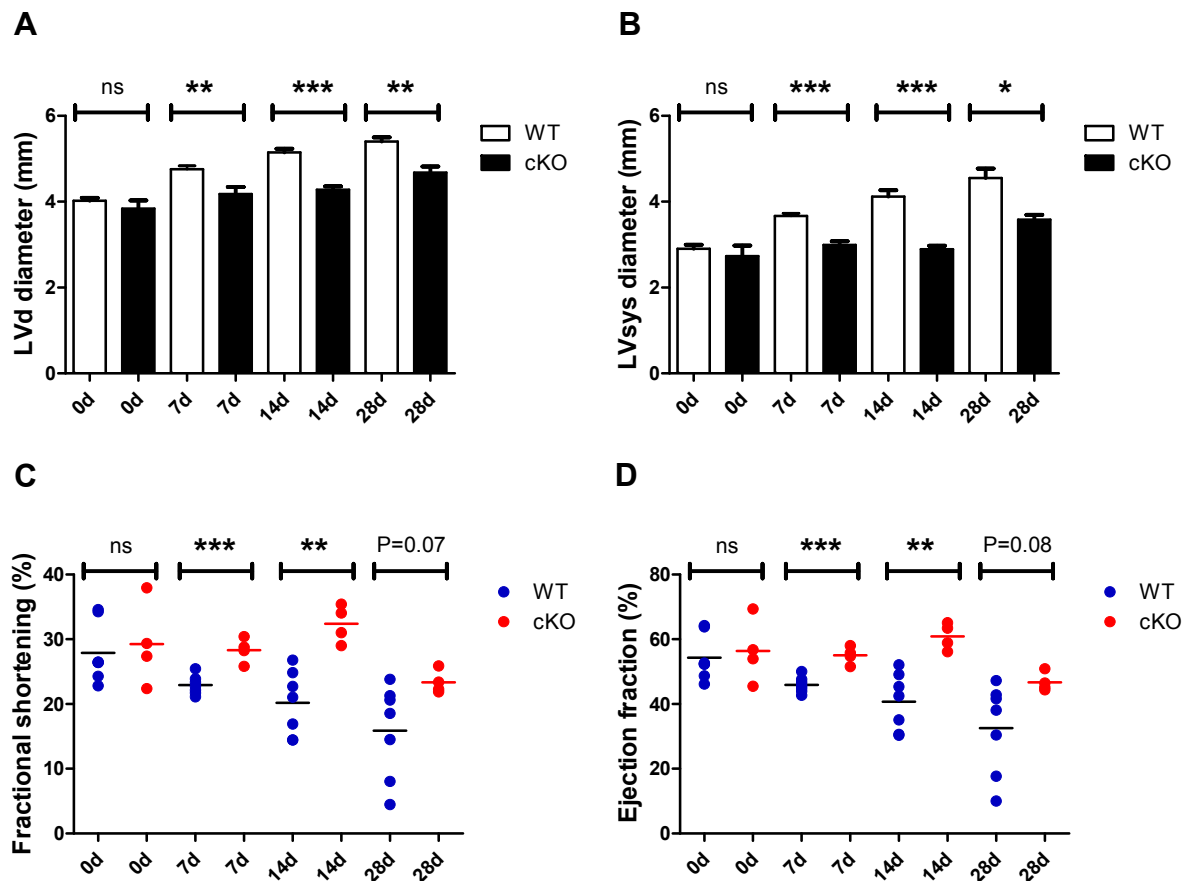 A
ns ** *** **
LVd diameter (mm)
6
4
2
0
0d 0d 7d 7d 14d 14d 28d 28d
WT
cKO
B
ns *** *** *
LVsys diameter (mm)
6
4
2
0
0d 0d 7d 7d 14d 14d 28d 28d
WT
cKO
C
ns *** ** P=0.07
Fractional shortening (%)
40
30
20
10
0
0d 0d 7d 7d 14d 14d 28d 28d
WT
cKO
D
ns *** ** P=0.08
Ejection fraction (%)
80
60
40
20
0
0d 0d 7d 7d 14d 14d 28d 28d
WT
cKO